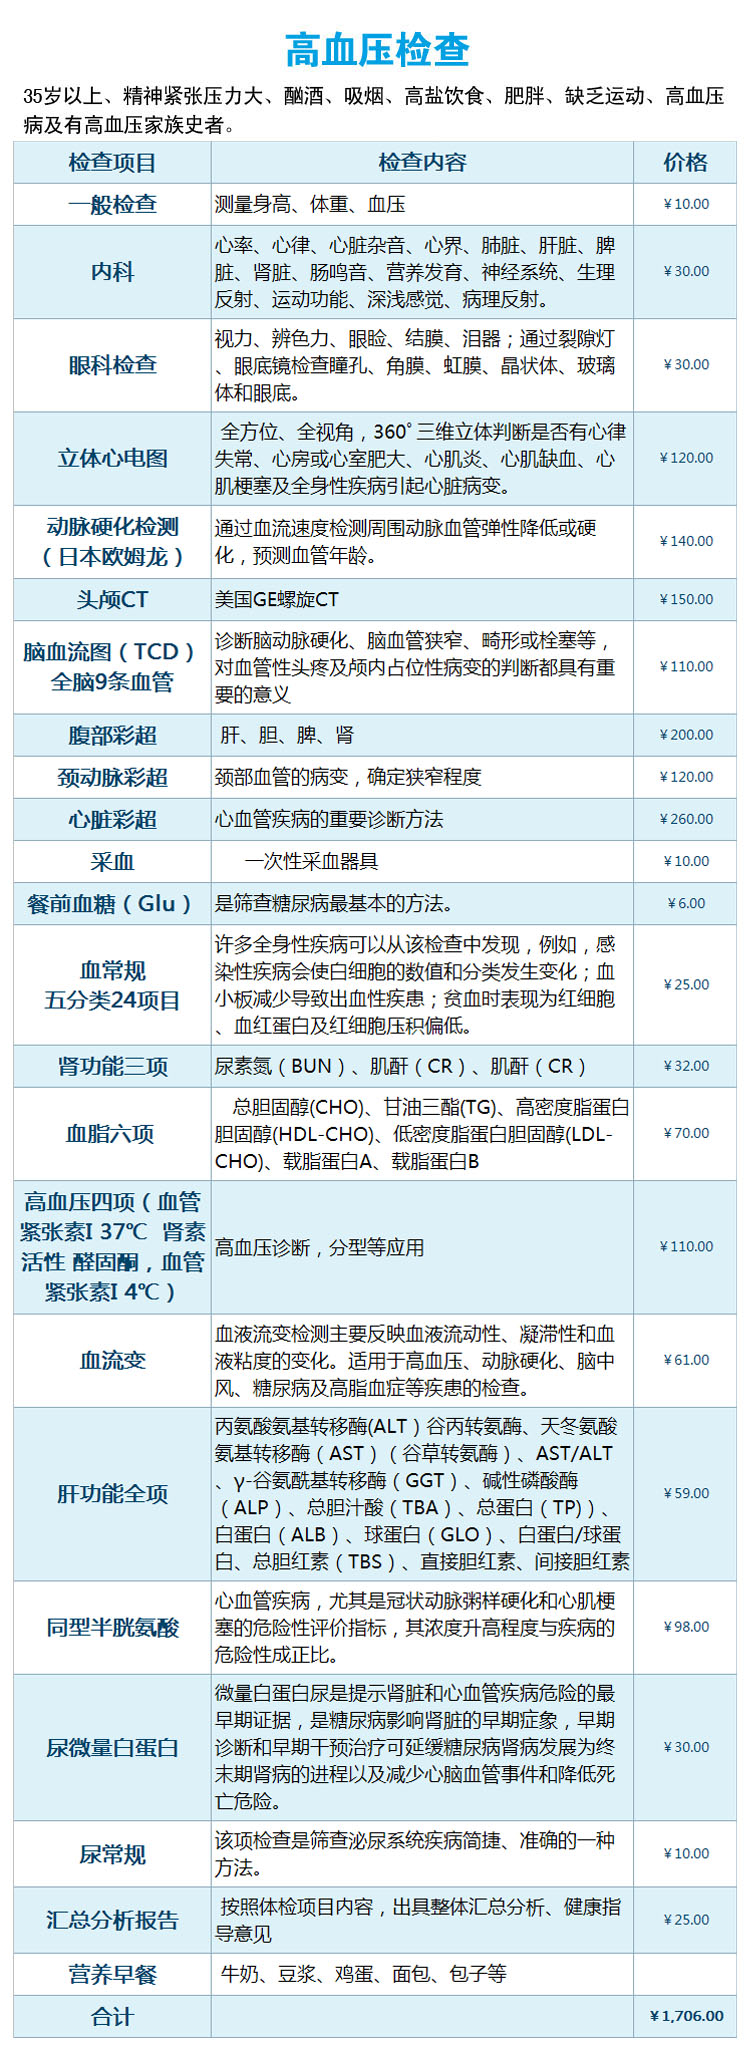 高血压检查
35岁以上、精神紧张压力大、酗酒、吸烟、高盐饮食、肥胖、缺乏运动、高血压
病及有高血压家族史者。
检查项目 检查内容 价格
一般检查 测量身高、体重、血压 ￥10.00
内科
心率、心律、心脏杂音、心界、肺脏、肝脏、脾
脏、肾脏、肠鸣音、营养发育、神经系统、生理
反射、运动功能、深浅感觉、病理反射。
￥30.00
眼科检查
视力、辨色力、眼睑、结膜、泪器；通过裂隙灯
、眼底镜检查瞳孔、角膜、虹膜、晶状体、玻璃
体和眼底。
￥30.00
立体心电图
全方位、全视角，360°三维立体判断是否有心律
失常、心房或心室肥大、心肌炎、心肌缺血、心
肌梗塞及全身性疾病引起心脏病变。
￥120.00
动脉硬化检测
（日本欧姆龙）
通过血流速度检测周围动脉血管弹性降低或硬
化，预测血管年龄。
￥140.00
头颅CT 美国GE螺旋CT ￥150.00
脑血流图（TCD）
全脑9条血管
诊断脑动脉硬化、脑血管狭窄、畸形或栓塞等，
对血管性头疼及颅内占位性病变的判断都具有重
要的意义
￥110.00
腹部彩超 肝、胆、脾、肾 ￥200.00
颈动脉彩超 颈部血管的病变，确定狭窄程度 ￥120.00
心脏彩超 心血管疾病的重要诊断方法 ￥260.00
采血 一次性采血器具 ￥10.00
餐前血糖（Glu） 是筛查糖尿病最基本的方法。 ￥6.00
血常规
五分类24项目
许多全身性疾病可以从该检查中发现，例如，感
染性疾病会使白细胞的数值和分类发生变化；血
小板减少导致出血性疾患；贫血时表现为红细胞
、血红蛋白及红细胞压积偏低。
￥25.00
肾功能三项 尿素氮（BUN）、肌酐（CR）、肌酐（CR） ￥32.00
血脂六项
总胆固醇(CHO)、甘油三酯(TG)、高密度脂蛋白
胆固醇(HDL-CHO)、低密度脂蛋白胆固醇(LDL-
CHO)、载脂蛋白A、载脂蛋白B
￥70.00
高血压四项（血管
紧张素I 37℃ 肾素
活性 醛固酮，血管
紧张素I 4℃）
高血压诊断，分型等应用
￥110.00
血流变
血液流变检测主要反映血液流动性、凝滞性和血
液粘度的变化。适用于高血压、动脉硬化、脑中
风、糖尿病及高脂血症等疾患的检查。
￥61.00
肝功能全项
丙氨酸氨基转移酶(ALT）谷丙转氨酶、天冬氨酸
氨基转移酶（AST）（谷草转氨酶）、AST/ALT
、γ-谷氨酰基转移酶（GGT）、碱性磷酸酶
（ALP）、总胆汁酸（TBA）、总蛋白（TP)）、
白蛋白（ALB）、球蛋白（GLO）、白蛋白/球蛋
白、总胆红素（TBS）、直接胆红素、间接胆红素
￥59.00
同型半胱氨酸
心血管疾病，尤其是冠状动脉粥样硬化和心肌梗
塞的危险性评价指标，其浓度升高程度与疾病的
危险性成正比。
￥98.00
尿微量白蛋白
微量白蛋白尿是提示肾脏和心血管疾病危险的最
早期证据，是糖尿病影响肾脏的早期症象，早期
诊断和早期干预治疗可延缓糖尿病肾病发展为终
末期肾病的进程以及减少心脑血管事件和降低死
亡危险。
￥30.00
尿常规
该项检查是筛查泌尿系统疾病简捷、准确的一种
方法。
￥10.00
汇总分析报告
按照体检项目内容，出具整体汇总分析、健康指
导意见
￥25.00
营养早餐 牛奶、豆浆、鸡蛋、面包、包子等
合计 ￥1,706.00